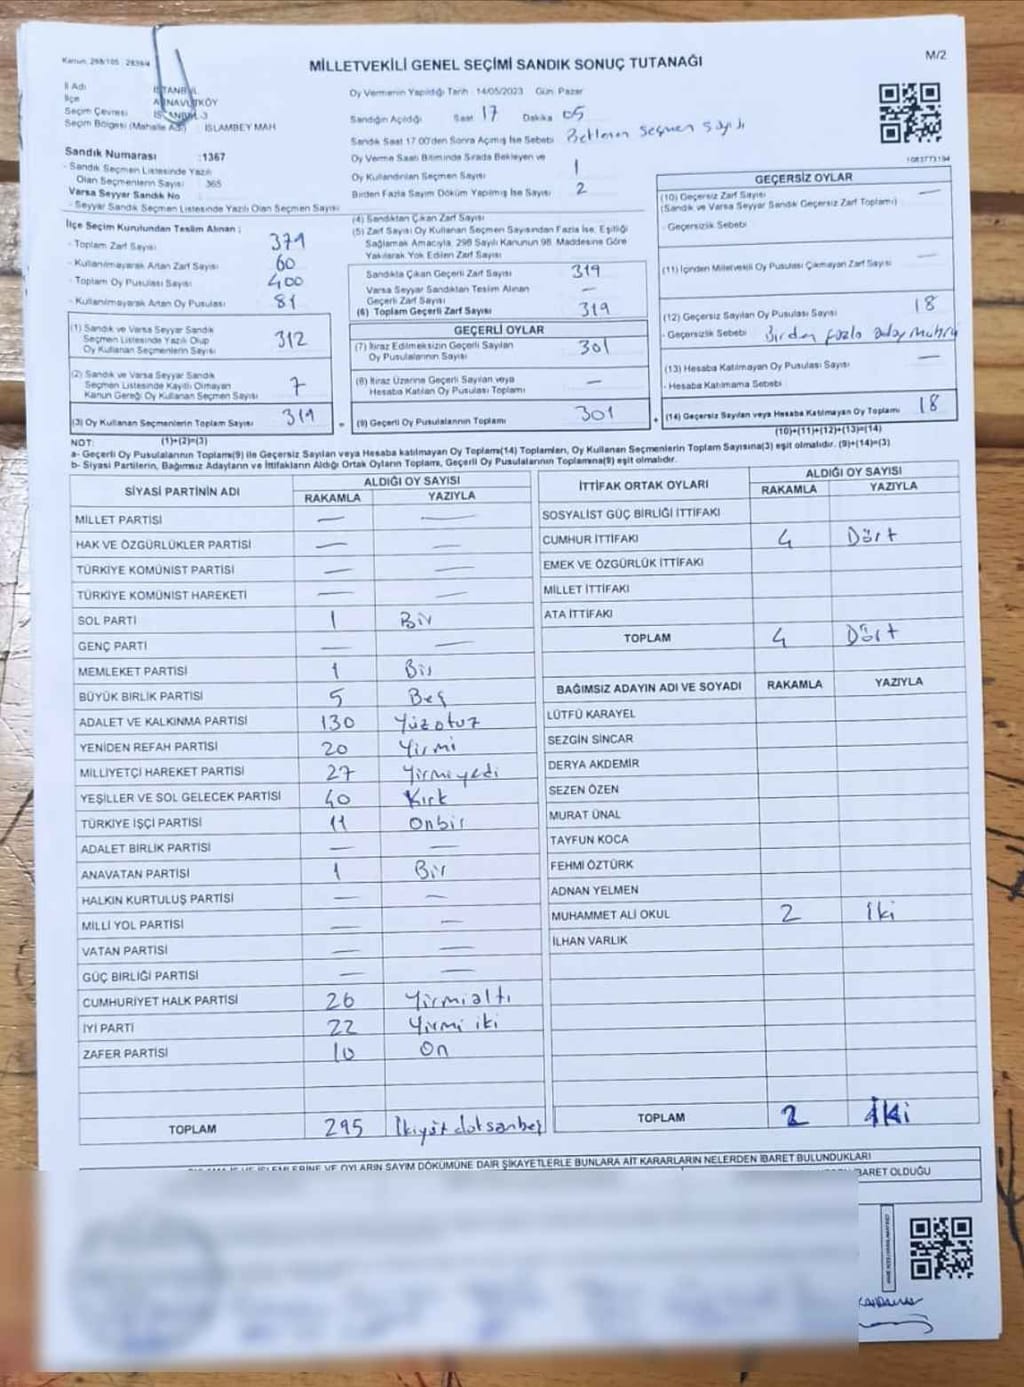 M/2
MİLLETVEKİLİ GENEL SEÇİMİ SANDIK SONUÇ TUTANAĞI
İl Adı
İlçe
Seçim Çevresi
Seçim Bölgesi (Mahalle Adı) : İSLAMBEY MAH
Oy Vermenin Yapıldığı Tarih : 14/05/2023 Gün: Pazar
Sandığın Açıldığı Saat 17 Dakika 05
Sandık Saat 17.00'den Sonra Açılmış İse Sebebi Beklenen seçmen sayısı
Sandık Numarası :1367
- Sandık Seçmen Listesinde Yazılı
Olan Seçmenlerin Sayısı : 365
Varsa Seyyar Sandık No
- Seyyar Sandık Seçmen Listesinde Yazılı Olan Seçmen Sayısı
Oy Verme Saati Bitiminde Sırada Bekleyen ve
Oy Kullandırılan Seçmen Sayısı 1
Birden Fazla Sayım Döküm Yapılmış İse Sayısı 2
1083773194
İlçe Seçim Kurulundan Teslim Alınan ;
- Toplam Zarf Sayısı 379
- Kullanılmayarak Artan Zarf Sayısı 60
- Toplam Oy Pusulası Sayısı 400
- Kullanılmayarak Artan Oy Pusulası 81
(1) Sandık ve Varsa Seyyar Sandık
Seçmen Listesinde Yazılı Olup
Oy Kullanan Seçmenlerin Sayısı 312
(2) Sandık ve Varsa Seyyar Sandık
Seçmen Listesinde Kayıtlı Olmayan
Kanun Gereği Oy Kullanan Seçmen Sayısı 7
(3) Oy Kullanan Seçmenlerin Toplam Sayısı 319
(1)+(2)=(3)
(4) Sandıktan Çıkan Zarf Sayısı
(5) Zarf Sayısı Oy Kullanan Seçmen Sayısından Fazla İse, Eşitliği
Sağlamak Amacıyla, 298 Sayılı Kanunun 98. Maddesine Göre
Yakılarak Yok Edilen Zarf Sayısı
Sandıkta Çıkan Geçerli Zarf Sayısı 319
Varsa Seyyar Sandıktan Teslim Alınan
Geçerli Zarf Sayısı —
(6) Toplam Geçerli Zarf Sayısı 319
GEÇERLİ OYLAR
(7) İtiraz Edilmeksizin Geçerli Sayılan
Oy Pusulalarının Sayısı 301
(8) İtiraz Üzerine Geçerli Sayılan veya
Hesaba Katılan Oy Pusulası Toplamı —
(9) Geçerli Oy Pusulalarının Toplamı 301
GEÇERSİZ OYLAR
(10) Geçersiz Zarf Sayısı —
(Sandık ve Varsa Seyyar Sandık Geçersiz Zarf Toplamı)
- Geçersizlik Sebebi
(11) İçinden Milletvekili Oy Pusulası Çıkmayan Zarf Sayısı —
(12) Geçersiz Sayılan Oy Pusulası Sayısı 18
- Geçersizlik Sebebi Birden fazla aday mühr
(13) Hesaba Katılmayan Oy Pusulası Sayısı —
- Hesaba Katılmama Sebebi
(14) Geçersiz Sayılan veya Hesaba Katılmayan Oy Toplamı 18
(10)+(11)+(12)+(13)=(14)
NOT:
a- Geçerli Oy Pusulalarının Toplamı(9) ile Geçersiz Sayılan veya Hesaba katılmayan Oy Toplamı(14) Toplamları, Oy Kullanan Seçmenlerin Toplam Sayısına(3) eşit olmalıdır. (9)+(14)=(3).
b- Siyasi Partilerin, Bağımsız Adayların ve İttifakların Aldığı Ortak Oyların Toplamı, Geçerli Oy Pusulalarının Toplamına(9) eşit olmalıdır.
SİYASİ PARTİNİN ADI ALDIĞI OY SAYISI
RAKAMLA YAZIYLA
MİLLET PARTİSİ — —
HAK VE ÖZGÜRLÜKLER PARTİSİ — —
TÜRKİYE KOMÜNİST PARTİSİ — —
TÜRKİYE KOMÜNİST HAREKETİ — —
SOL PARTİ 1 Bir
GENÇ PARTİ — —
MEMLEKET PARTİSİ 1 Bir
BÜYÜK BİRLİK PARTİSİ 5 Beş
ADALET VE KALKINMA PARTİSİ 130 Yüzotuz
YENİDEN REFAH PARTİSİ 20 Yirmi
MİLLİYETÇİ HAREKET PARTİSİ 27 Yirmiyedi
YEŞİLLER VE SOL GELECEK PARTİSİ 40 Kırk
TÜRKİYE İŞÇİ PARTİSİ 11 Onbir
ADALET BİRLİK PARTİSİ — —
ANAVATAN PARTİSİ 1 Bir
HALKIN KURTULUŞ PARTİSİ — —
MİLLİ YOL PARTİSİ — —
VATAN PARTİSİ — —
GÜÇ BİRLİĞİ PARTİSİ — —
CUMHURİYET HALK PARTİSİ 26 Yirmialtı
İYİ PARTİ 22 Yirmi iki
ZAFER PARTİSİ 10 On
TOPLAM 295 İkiyüzdoksanbeş
İTTİFAK ORTAK OYLARI ALDIĞI OY SAYISI
RAKAMLA YAZIYLA
SOSYALİST GÜÇ BİRLİĞİ İTTİFAKI
CUMHUR İTTİFAKI 4 Dört
EMEK VE ÖZGÜRLÜK İTTİFAKI
MİLLET İTTİFAKI
ATA İTTİFAKI
TOPLAM 4 Dört
BAĞIMSIZ ADAYIN ADI VE SOYADI RAKAMLA YAZIYLA
LÜTFÜ KARAYEL
SEZGİN SİNCAR
DERYA AKDEMİR
SEZEN ÖZEN
MURAT ÜNAL
TAYFUN KOCA
FEHMİ ÖZTÜRK
ADNAN YELMEN
MUHAMMET ALİ OKUL 2 İki
İLHAN VARLIK
TOPLAM 2 İki
VE OYLARIN SAYIM DÖKÜMÜNE DAİR ŞİKAYETLERLE BUNLARA AİT KARARLARIN NELERDEN İBARET BULUNDUKLARI
İBARET OLDUĞU